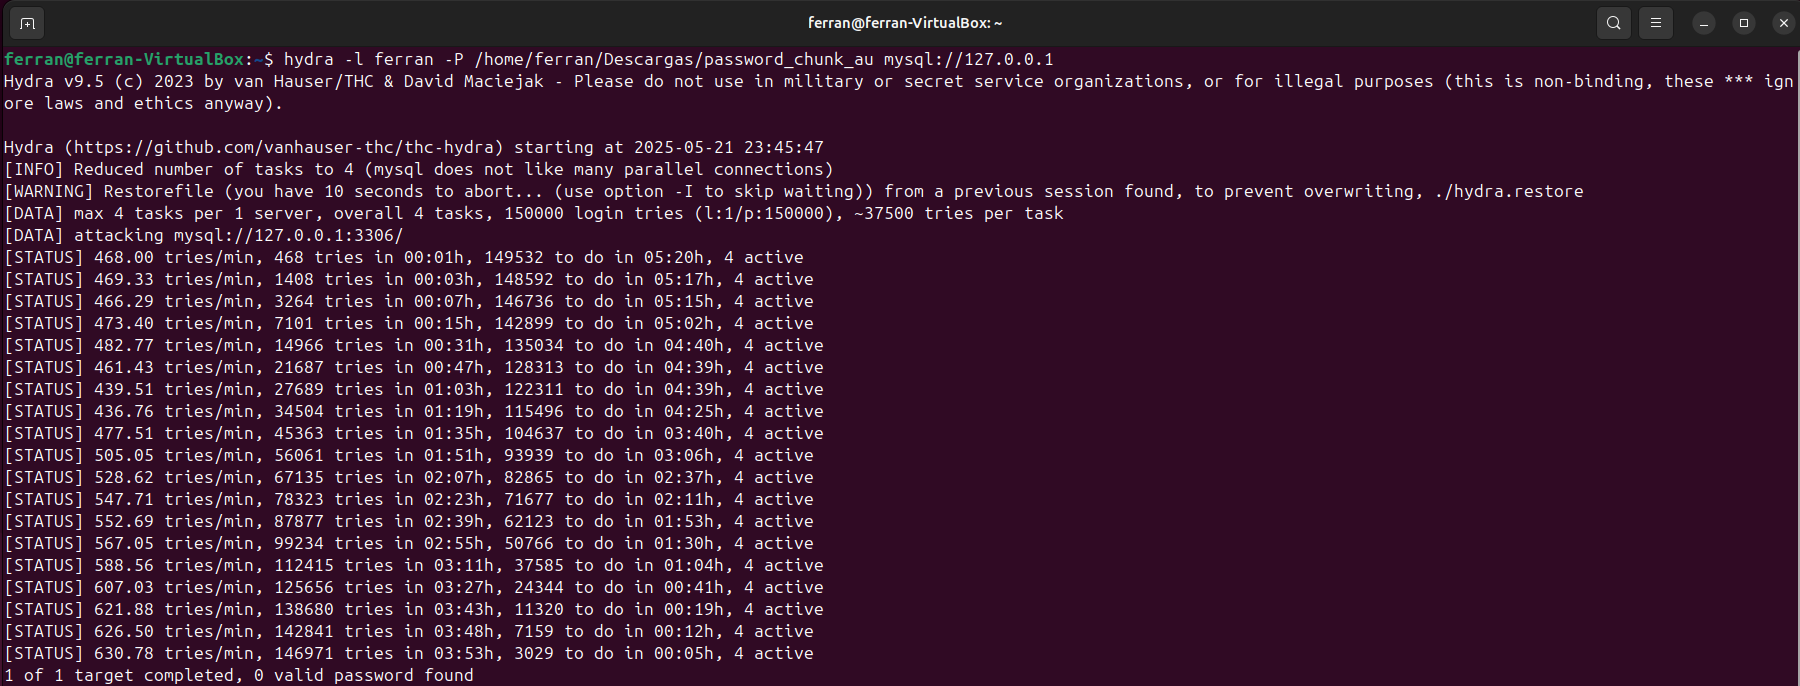 ferran@ferran-VirtualBox: ~
ferran@ferran-VirtualBox:~$ hydra -l ferran -P /home/ferran/Descargas/password_chunk_au mysql://127.0.0.1
Hydra v9.5 (c) 2023 by van Hauser/THC & David Maciejak - Please do not use in military or secret service organizations, or for illegal purposes (this is non-binding, these *** ign
ore laws and ethics anyway).
Hydra (https://github.com/vanhauser-thc/thc-hydra) starting at 2025-05-21 23:45:47
[INFO] Reduced number of tasks to 4 (mysql does not like many parallel connections)
[WARNING] Restorefile (you have 10 seconds to abort... (use option -I to skip waiting)) from a previous session found, to prevent overwriting, ./hydra.restore
[DATA] max 4 tasks per 1 server, overall 4 tasks, 150000 login tries (l:1/p:150000), ~37500 tries per task
[DATA] attacking mysql://127.0.0.1:3306/
[STATUS] 468.00 tries/min, 468 tries in 00:01h, 149532 to do in 05:20h, 4 active
[STATUS] 469.33 tries/min, 1408 tries in 00:03h, 148592 to do in 05:17h, 4 active
[STATUS] 466.29 tries/min, 3264 tries in 00:07h, 146736 to do in 05:15h, 4 active
[STATUS] 473.40 tries/min, 7101 tries in 00:15h, 142899 to do in 05:02h, 4 active
[STATUS] 482.77 tries/min, 14966 tries in 00:31h, 135034 to do in 04:40h, 4 active
[STATUS] 461.43 tries/min, 21687 tries in 00:47h, 128313 to do in 04:39h, 4 active
[STATUS] 439.51 tries/min, 27689 tries in 01:03h, 122311 to do in 04:39h, 4 active
[STATUS] 436.76 tries/min, 34504 tries in 01:19h, 115496 to do in 04:25h, 4 active
[STATUS] 477.51 tries/min, 45363 tries in 01:35h, 104637 to do in 03:40h, 4 active
[STATUS] 505.05 tries/min, 56061 tries in 01:51h, 93939 to do in 03:06h, 4 active
[STATUS] 528.62 tries/min, 67135 tries in 02:07h, 82865 to do in 02:37h, 4 active
[STATUS] 547.71 tries/min, 78323 tries in 02:23h, 71677 to do in 02:11h, 4 active
[STATUS] 552.69 tries/min, 87877 tries in 02:39h, 62123 to do in 01:53h, 4 active
[STATUS] 567.05 tries/min, 99234 tries in 02:55h, 50766 to do in 01:30h, 4 active
[STATUS] 588.56 tries/min, 112415 tries in 03:11h, 37585 to do in 01:04h, 4 active
[STATUS] 607.03 tries/min, 125656 tries in 03:27h, 24344 to do in 00:41h, 4 active
[STATUS] 621.88 tries/min, 138680 tries in 03:43h, 11320 to do in 00:19h, 4 active
[STATUS] 626.50 tries/min, 142841 tries in 03:48h, 7159 to do in 00:12h, 4 active
[STATUS] 630.78 tries/min, 146971 tries in 03:53h, 3029 to do in 00:05h, 4 active
1 of 1 target completed, 0 valid password found